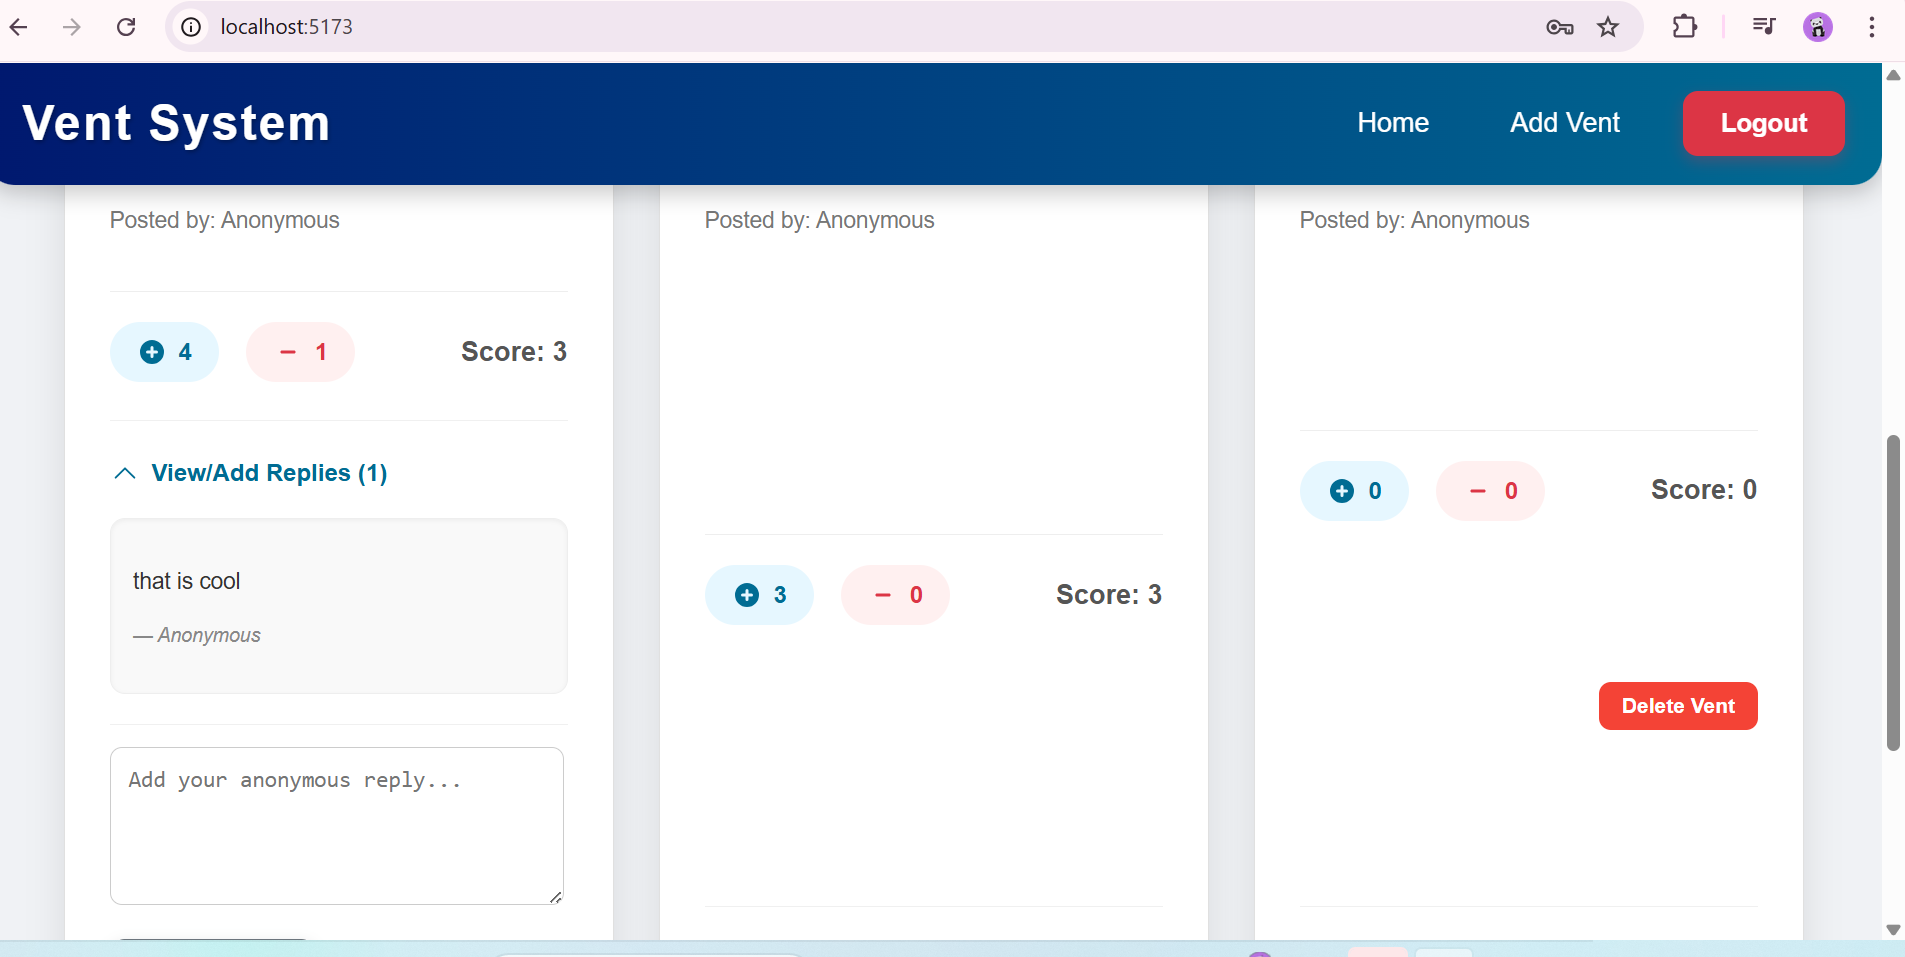 localhost:5173
Vent System
Home
Add Vent
Logout
Posted by: Anonymous
4
1
Score: 3
View/Add Replies (1)
that is cool
— Anonymous
Add your anonymous reply...
Posted by: Anonymous
3
0
Score: 3
Posted by: Anonymous
0
0
Score: 0
Delete Vent